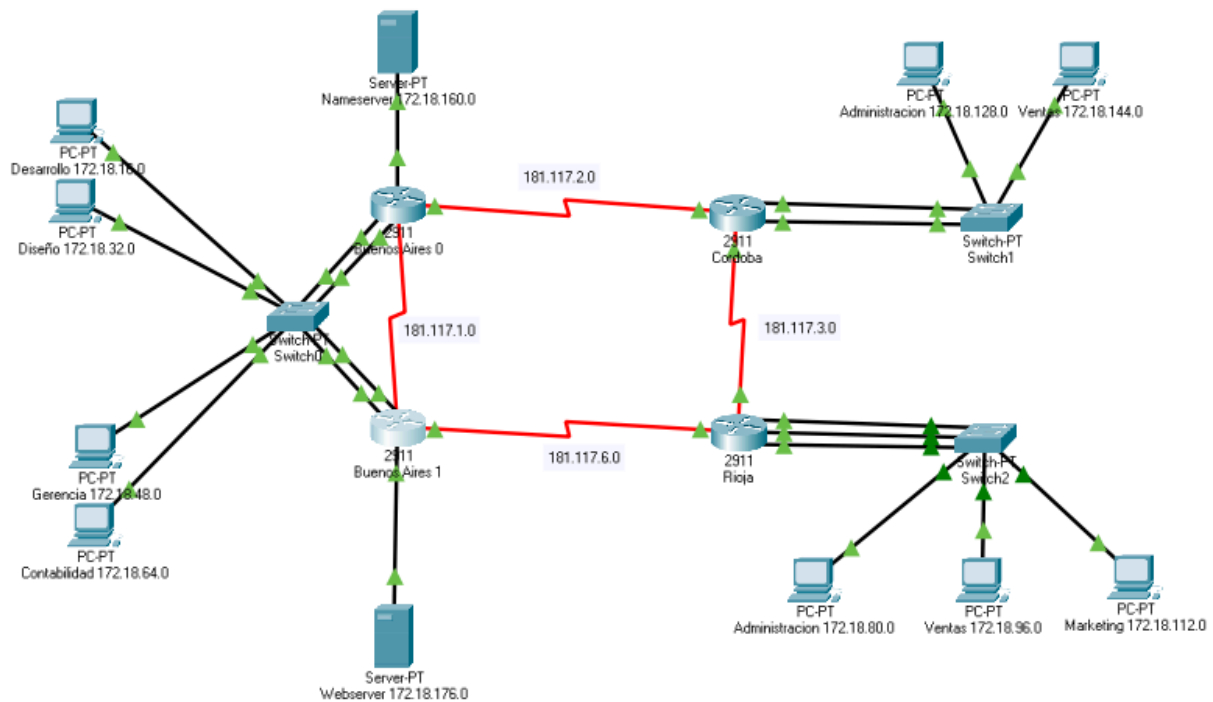 Server-PT
Nameserver 172.18.160.0
PC-PT
Administracion 172.18.128.0
PC-PT
Ventas 172.18.144.0
PC-PT
Desarrollo 172.18.16.0
PC-PT
Diseño 172.18.32.0
181.117.2.0
2911
Buenos Aires 0
2911
Cordoba
Switch-PT
Switch1
Switch-PT
Switch0
181.117.1.0
181.117.3.0
PC-PT
Gerencia 172.18.48.0
PC-PT
Contabilidad 172.18.64.0
2911
Buenos Aires 1
181.117.6.0
2911
Rioja
Switch-PT
Switch2
PC-PT
Administracion 172.18.80.0
PC-PT
Ventas 172.18.96.0
PC-PT
Marketing 172.18.112.0
Server-PT
Webserver 172.18.176.0